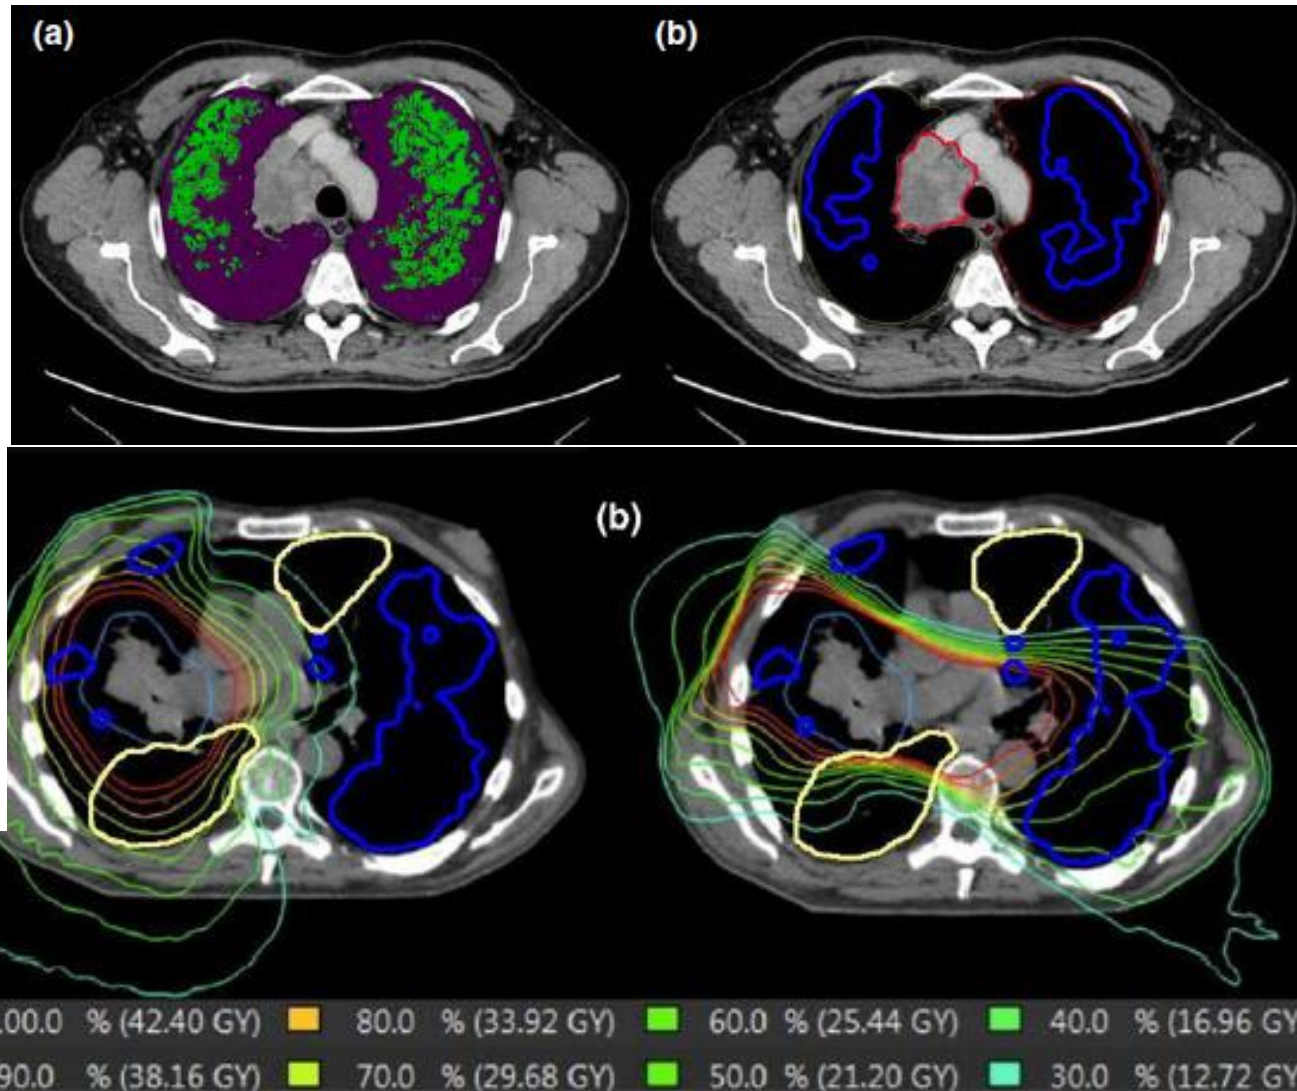 (a)
(b)
(b)
00.0 % (42.40 GY) 80.0 % (33.92 GY) 60.0 % (25.44 GY) 40.0 % (16.96 GY
90.0 % (38.16 GY) 70.0 % (29.68 GY) 50.0 % (21.20 GY) 30.0 % (12.72 GY